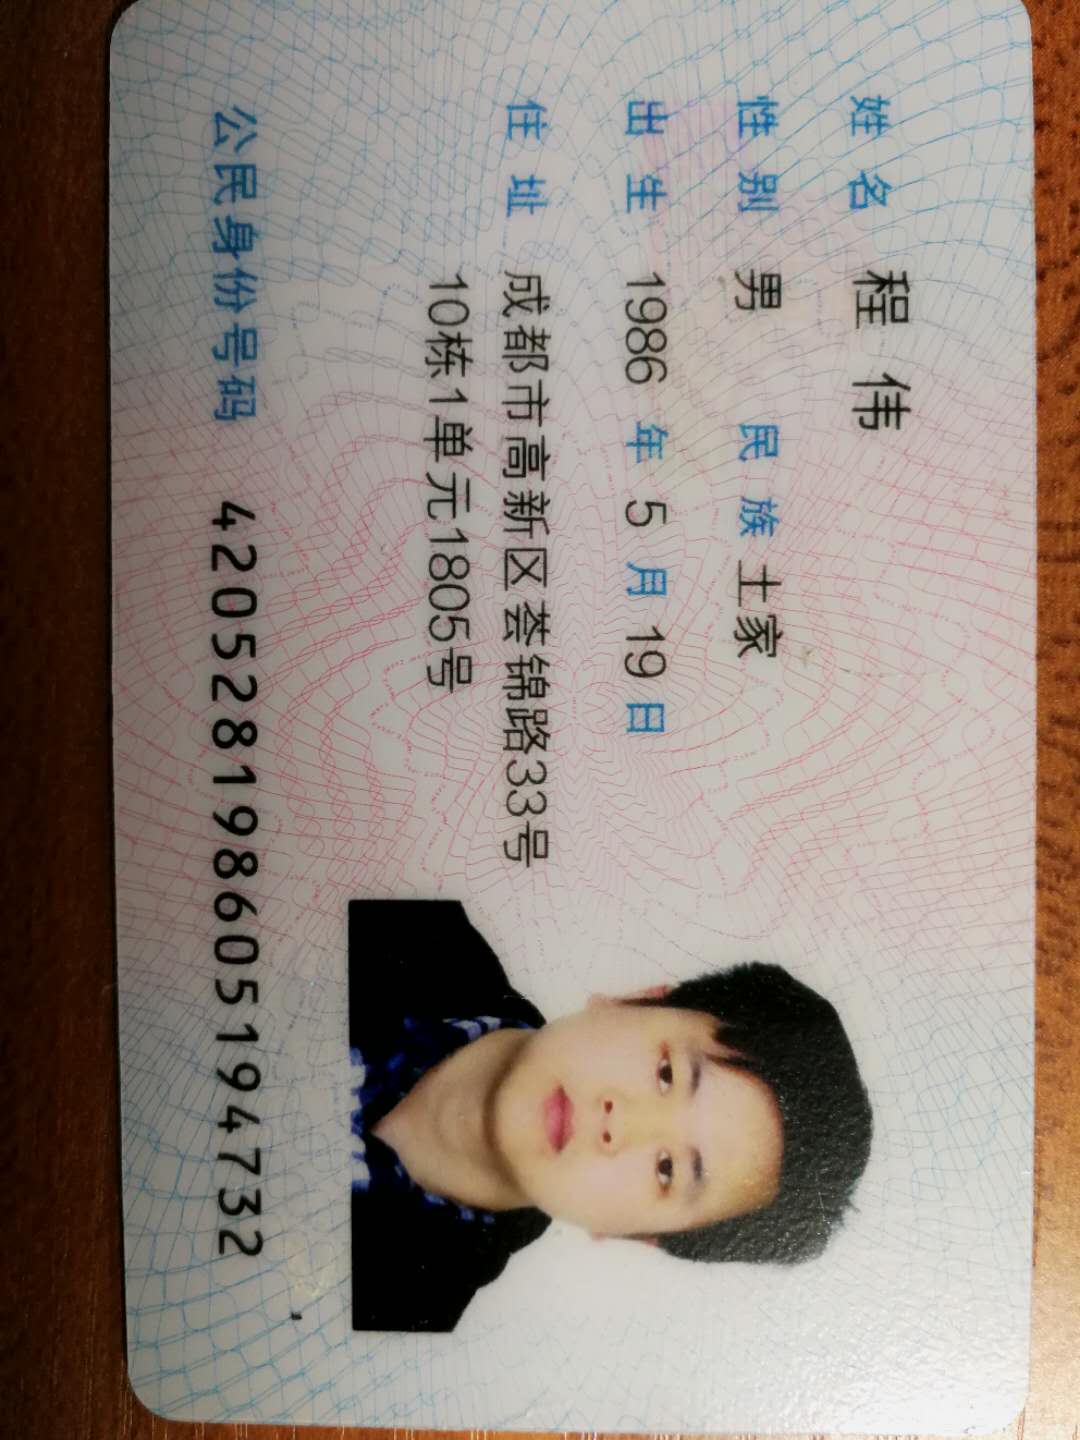 姓名 程伟
性别 男 民族 土家
出生 1986 年 5 月 19 日
住址 成都市高新区荟锦路33号
10栋1单元1805号
公民身份号码 420528198605194732